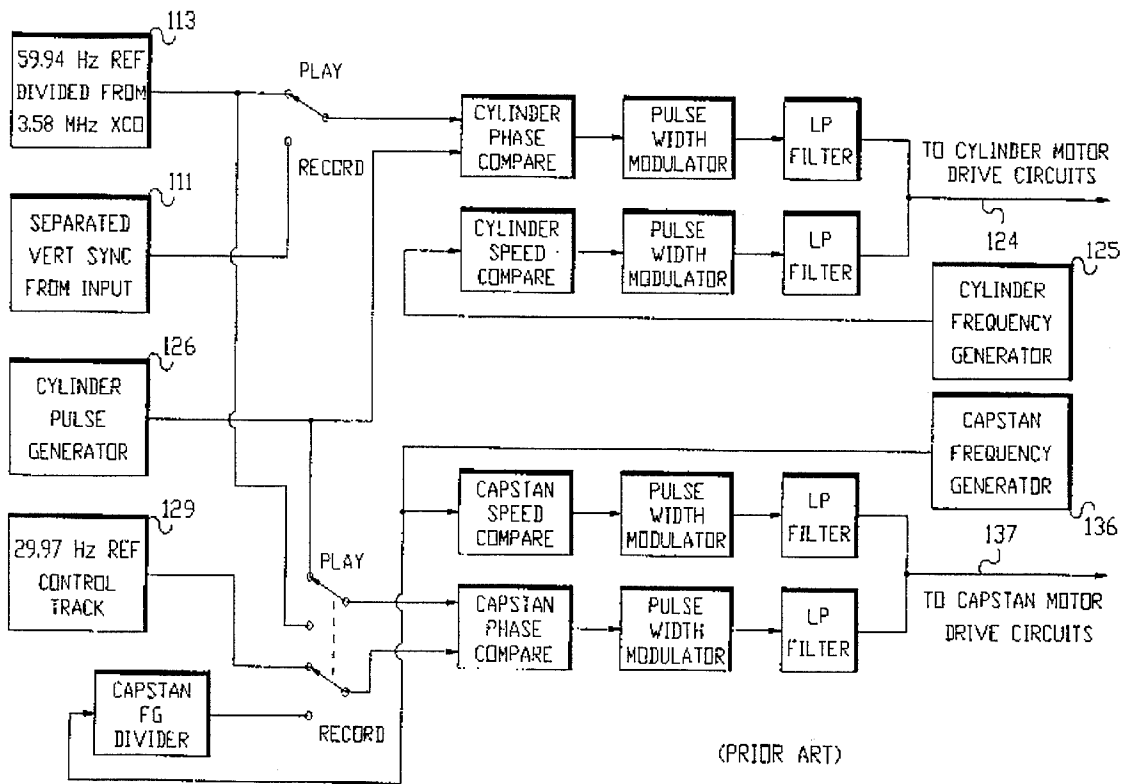 113
59.94 Hz REF
DIVIDED FROM
3.58 MHz XCO
PLAY
RECORD
CYLINDER
PHASE
COMPARE
PULSE
WIDTH
MODULATOR
LP
FILTER
TO CYLINDER MOTOR
DRIVE CIRCUITS
124
111
SEPARATED
VERT SYNC
FROM INPUT
CYLINDER
SPEED
COMPARE
PULSE
WIDTH
MODULATOR
LP
FILTER
125
CYLINDER
FREQUENCY
GENERATOR
126
CYLINDER
PULSE
GENERATOR
CAPSTAN
FREQUENCY
GENERATOR
136
129
29.97 Hz REF
CONTROL
TRACK
PLAY
CAPSTAN
SPEED
COMPARE
PULSE
WIDTH
MODULATOR
LP
FILTER
137
TO CAPSTAN MOTOR
DRIVE CIRCUITS
CAPSTAN
PHASE
COMPARE
PULSE
WIDTH
MODULATOR
LP
FILTER
CAPSTAN
FG
DIVIDER
RECORD
(PRIOR ART)